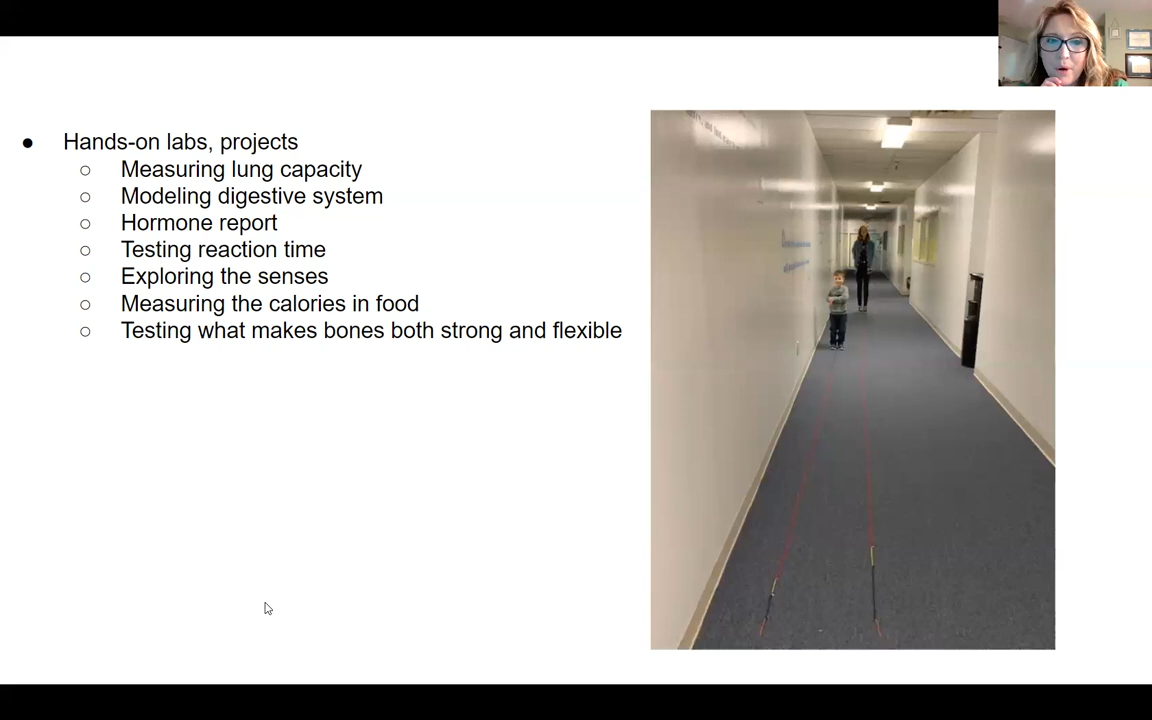 ● Hands-on labs, projects
○ Measuring lung capacity
○ Modeling digestive system
○ Hormone report
○ Testing reaction time
○ Exploring the senses
○ Measuring the calories in food
○ Testing what makes bones both strong and flexible